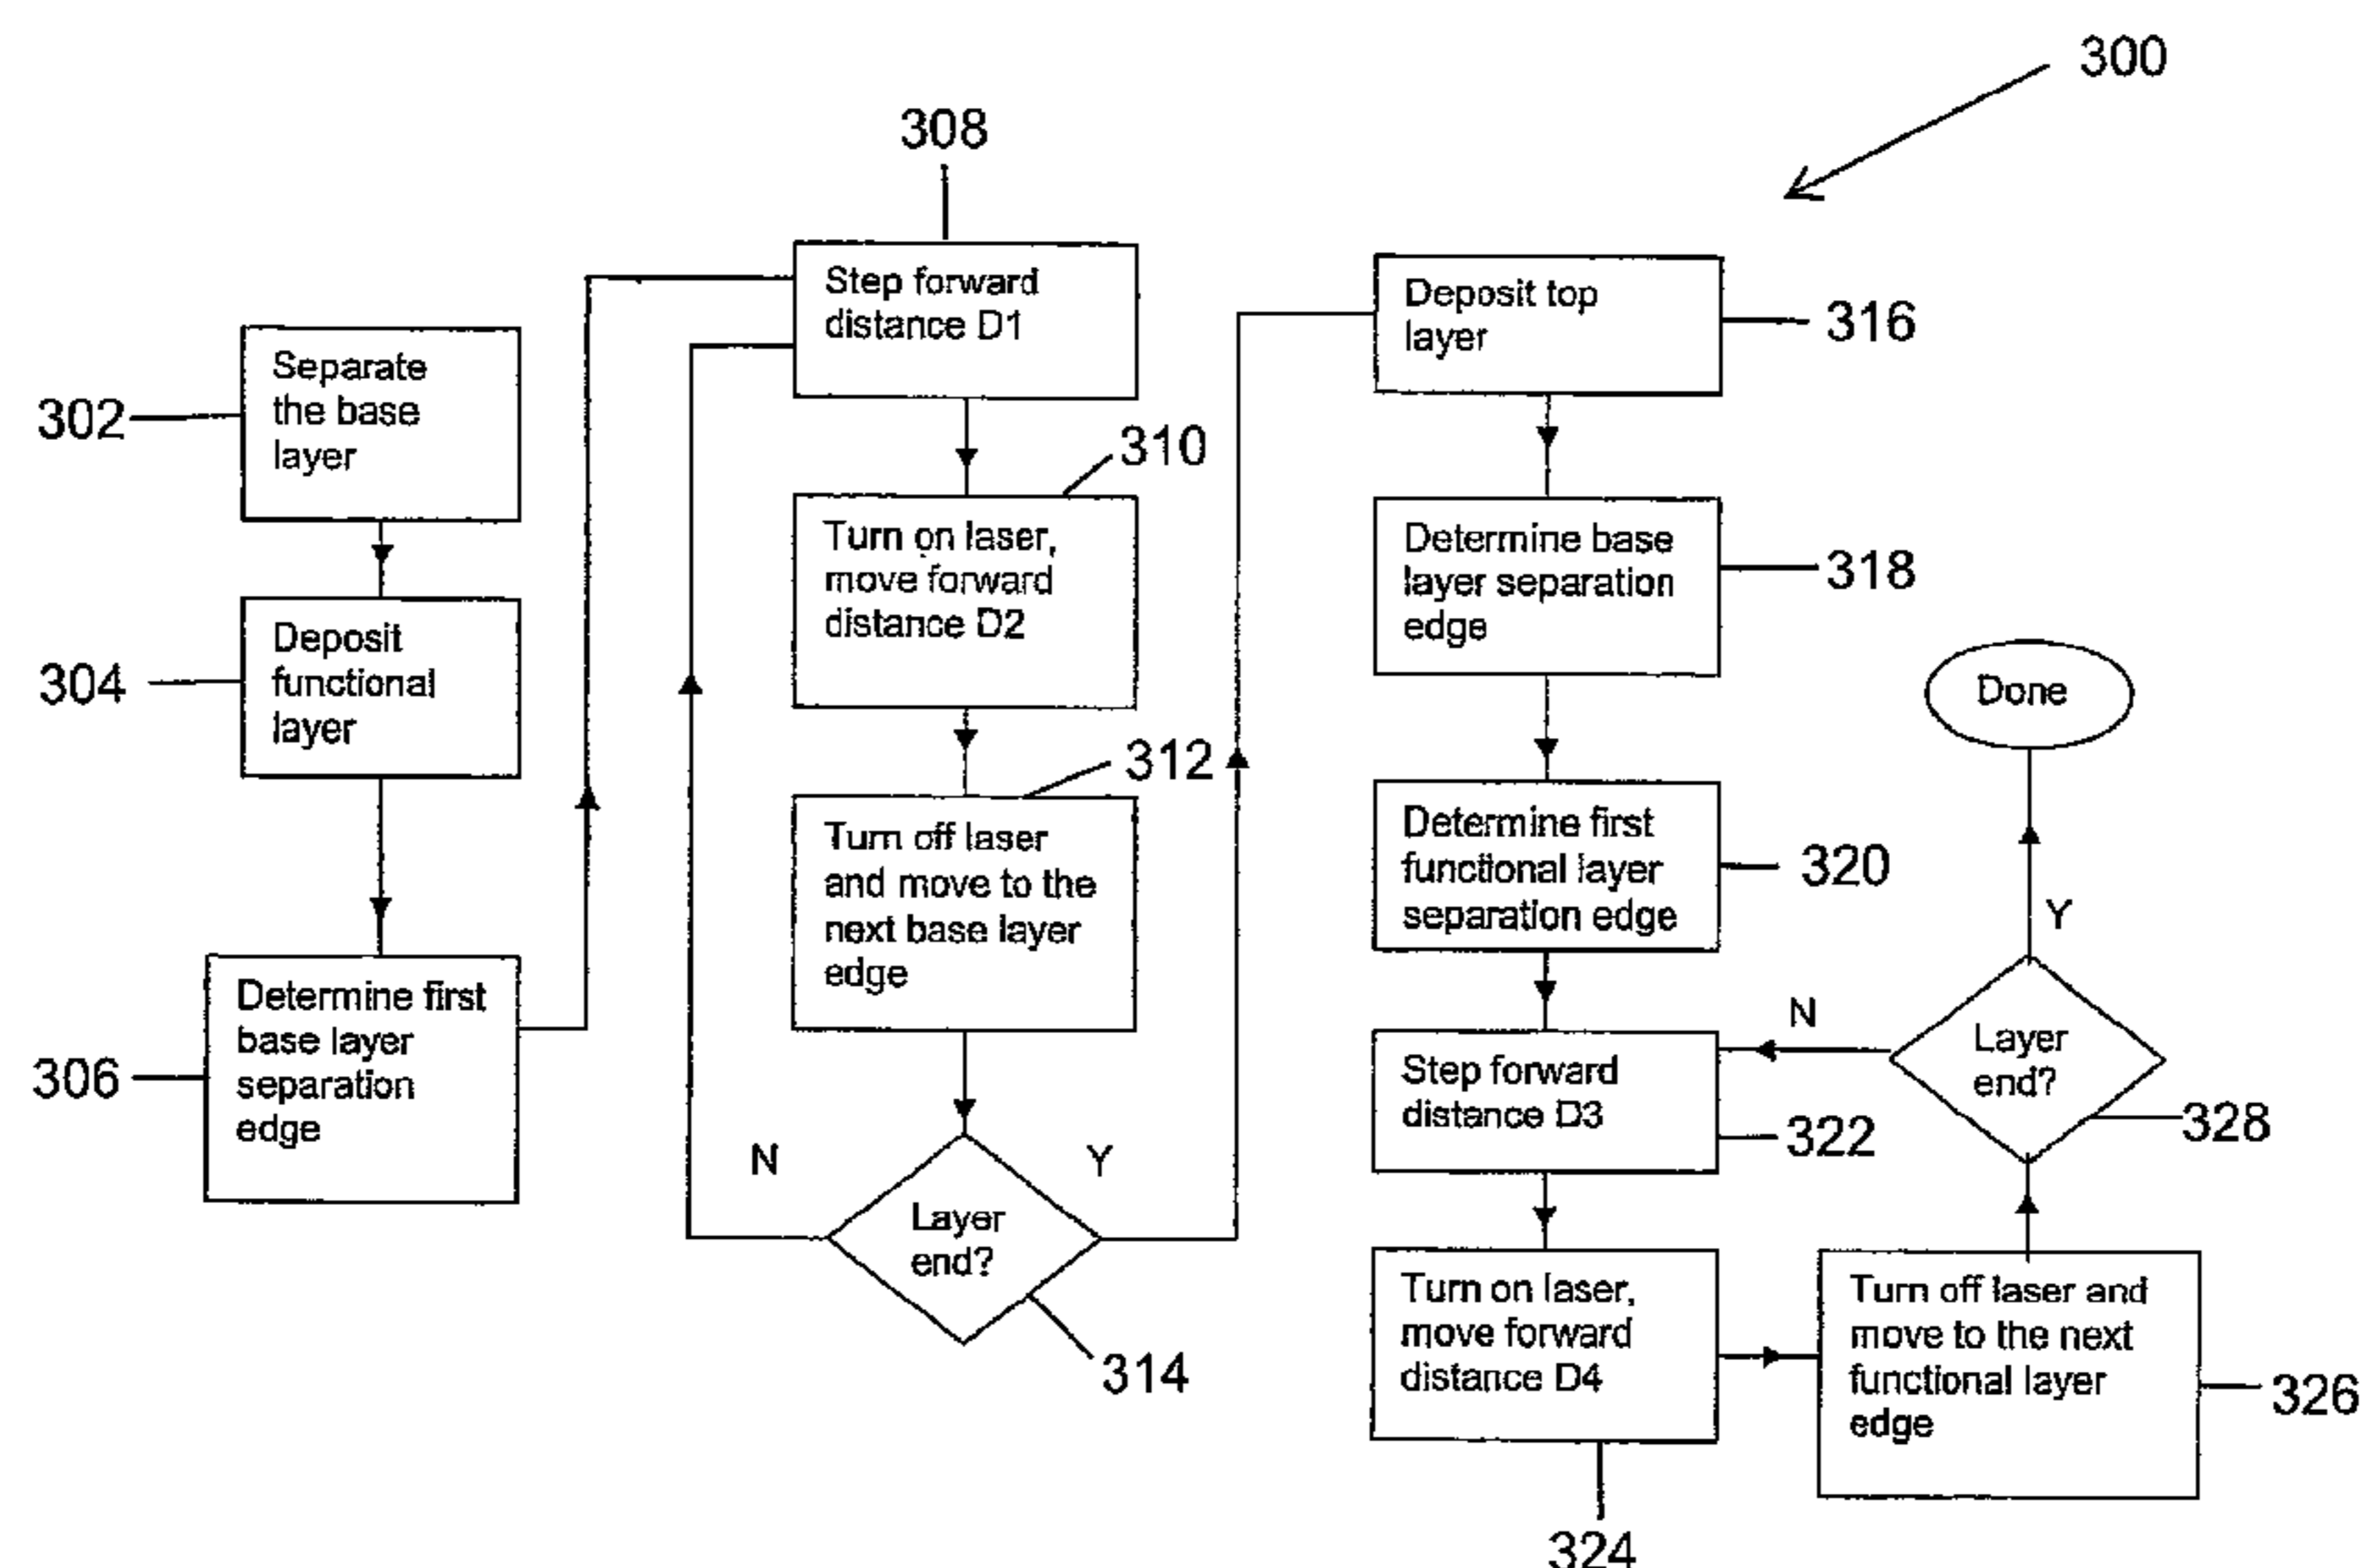 300
308
Step forward
distance D1
Deposit top
layer
316
Separate
the base
layer
302
310
Turn on laser,
move forward
distance D2
Determine base
layer separation
edge
318
Deposit
functional
layer
304
Done
312
Turn off laser
and move to the
next base layer
edge
Determine first
functional layer
separation edge
320
Y
Determine first
base layer
separation
edge
306
N
Layer
end?
328
Step forward
distance D3
322
N
Y
Layer
end?
314
Turn on laser,
move forward
distance D4
324
Turn off laser and
move to the next
functional layer
edge
326